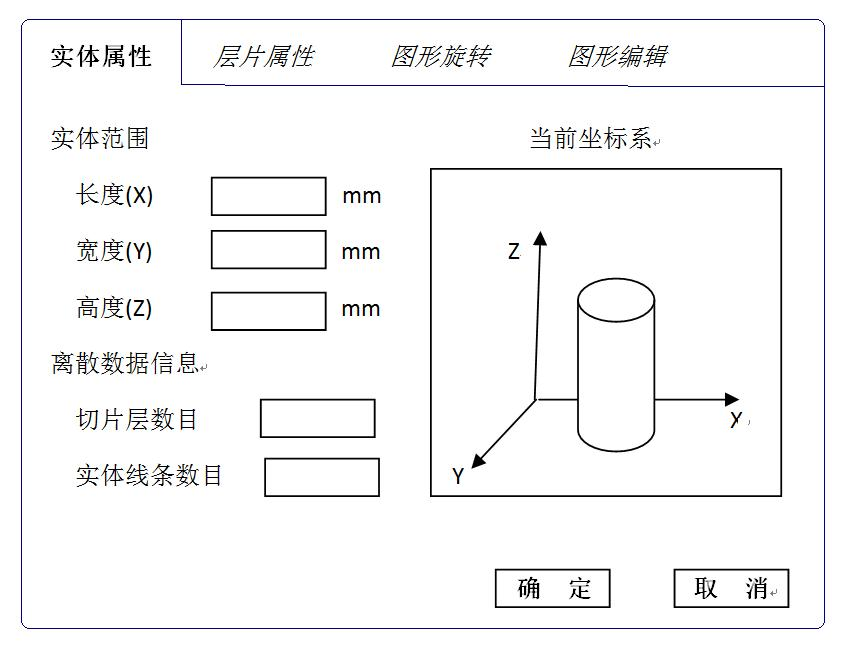 实体属性 层片属性 图形旋转 图形编辑
实体范围 当前坐标系
长度(X) mm
宽度(Y) mm
高度(Z) mm
离散数据信息
切片层数目
实体线条数目
Z
X
Y
确 定 取 消